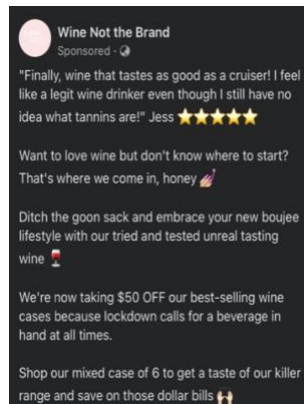 Wine Not the Brand
Sponsored ·
"Finally, wine that tastes as good as a cruiser! I feel
like a legit wine drinker even though I still have no
idea what tannins are!" Jess ⭐⭐⭐⭐⭐
Want to love wine but don't know where to start?
That's where we come in, honey 💅
Ditch the goon sack and embrace your new boujee
lifestyle with our tried and tested unreal tasting
wine 🍷
We're now taking $50 OFF our best-selling wine
cases because lockdown calls for a beverage in
hand at all times.
Shop our mixed case of 6 to get a taste of our killer
range and save on those dollar bills 🙌